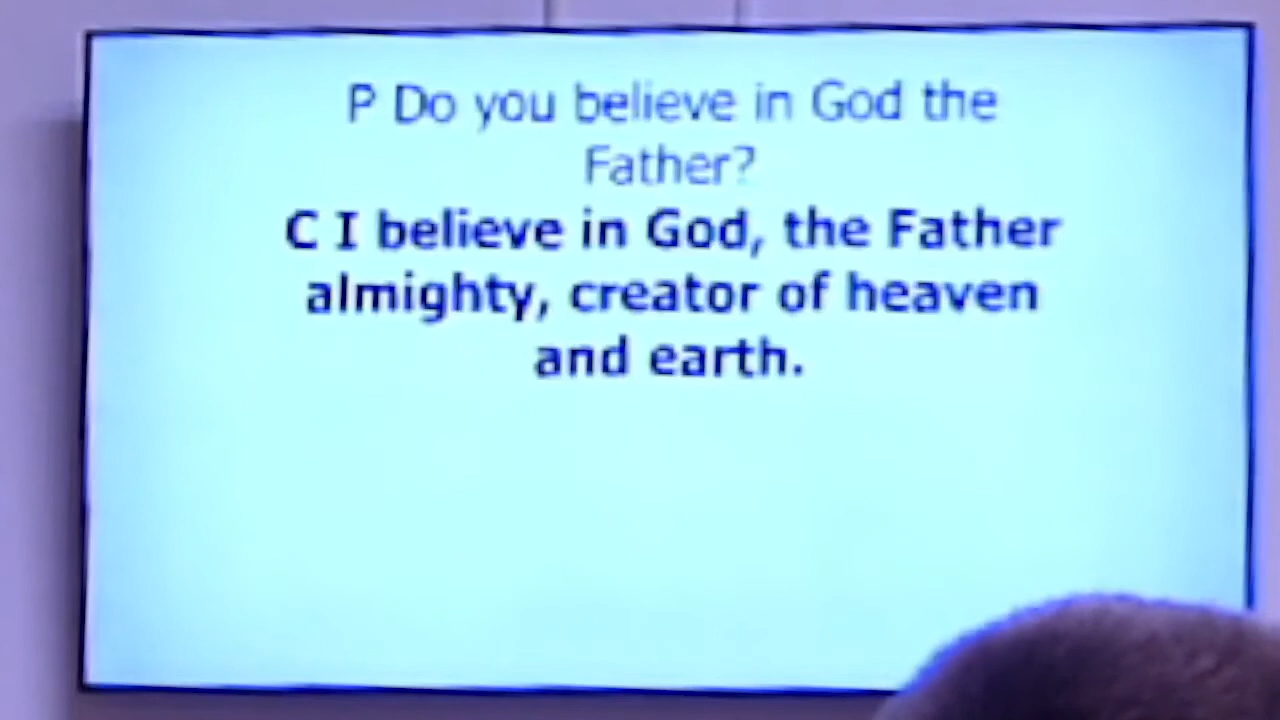 P Do you believe in God the
Father?
C I believe in God, the Father
almighty, creator of heaven
and earth.